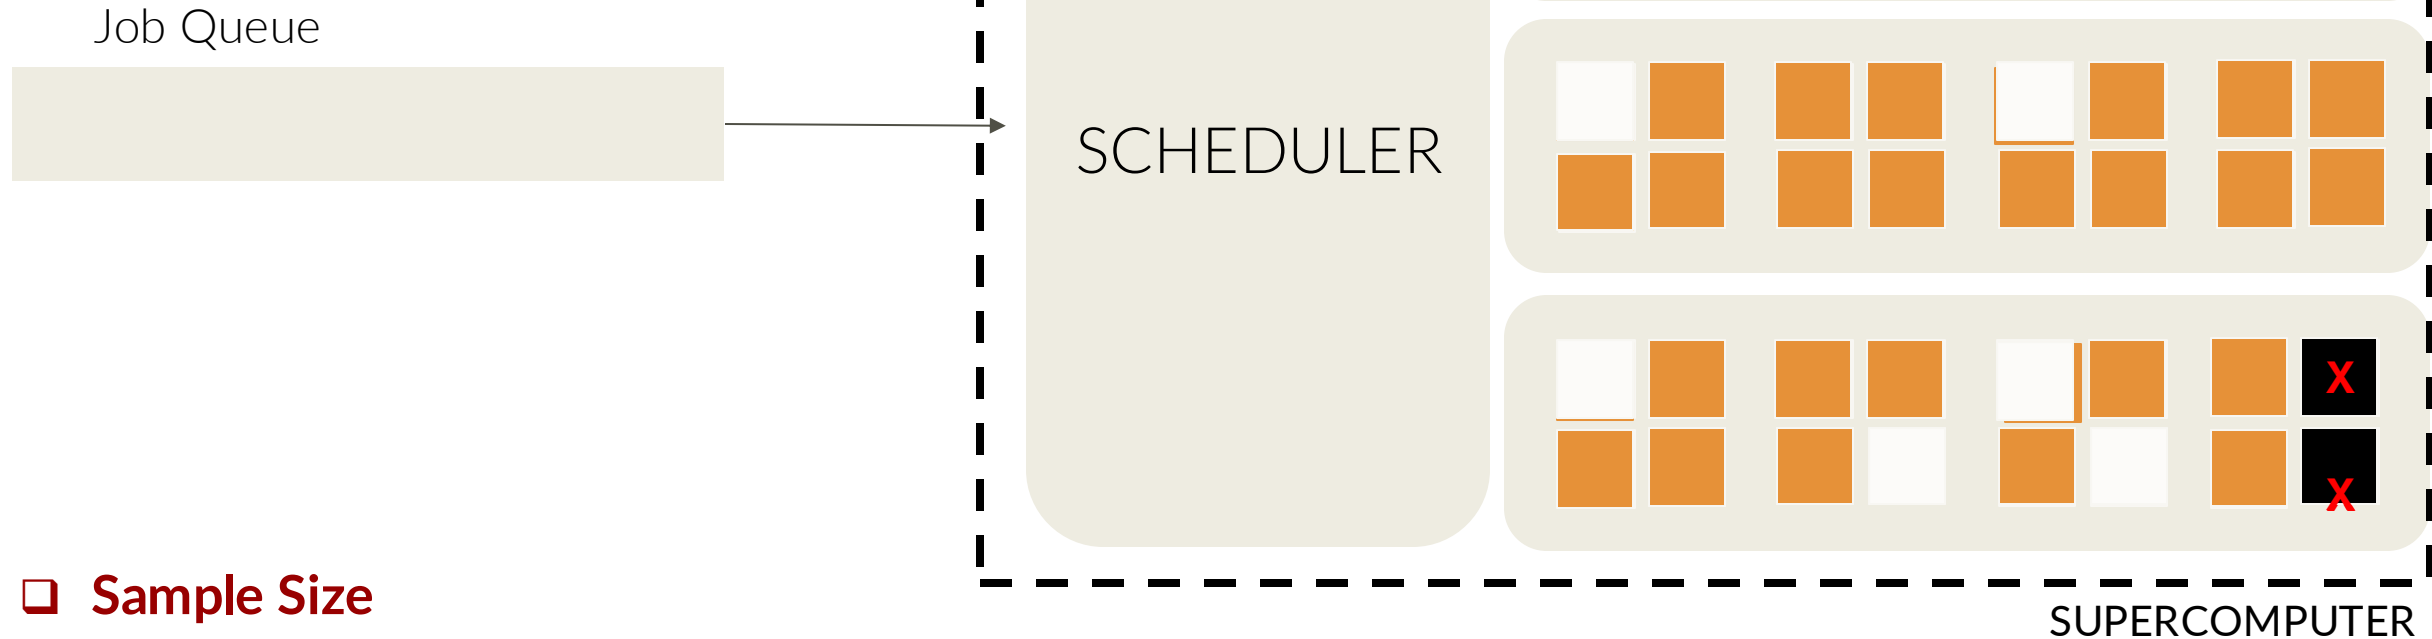 Job Queue
SCHEDULER
X
X
Sample Size
SUPERCOMPUTER